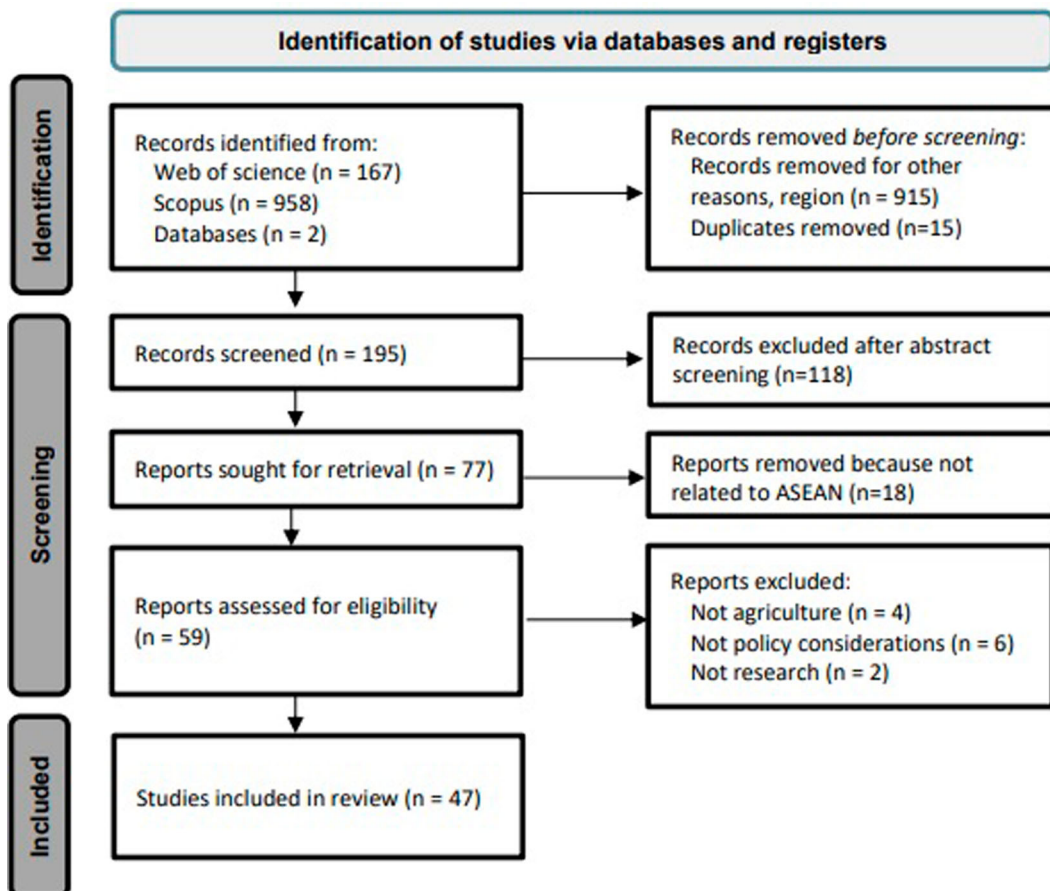 Identification of studies via databases and registers
Identification
Records identified from:
Web of science (n = 167)
Scopus (n = 958)
Databases (n = 2)
Records removed before screening:
Records removed for other
reasons, region (n = 915)
Duplicates removed (n=15)
Screening
Records screened (n = 195)
Records excluded after abstract
screening (n=118)
Reports sought for retrieval (n = 77)
Reports removed because not
related to ASEAN (n=18)
Reports assessed for eligibility
(n = 59)
Reports excluded:
Not agriculture (n = 4)
Not policy considerations (n = 6)
Not research (n = 2)
Included
Studies included in review (n = 47)